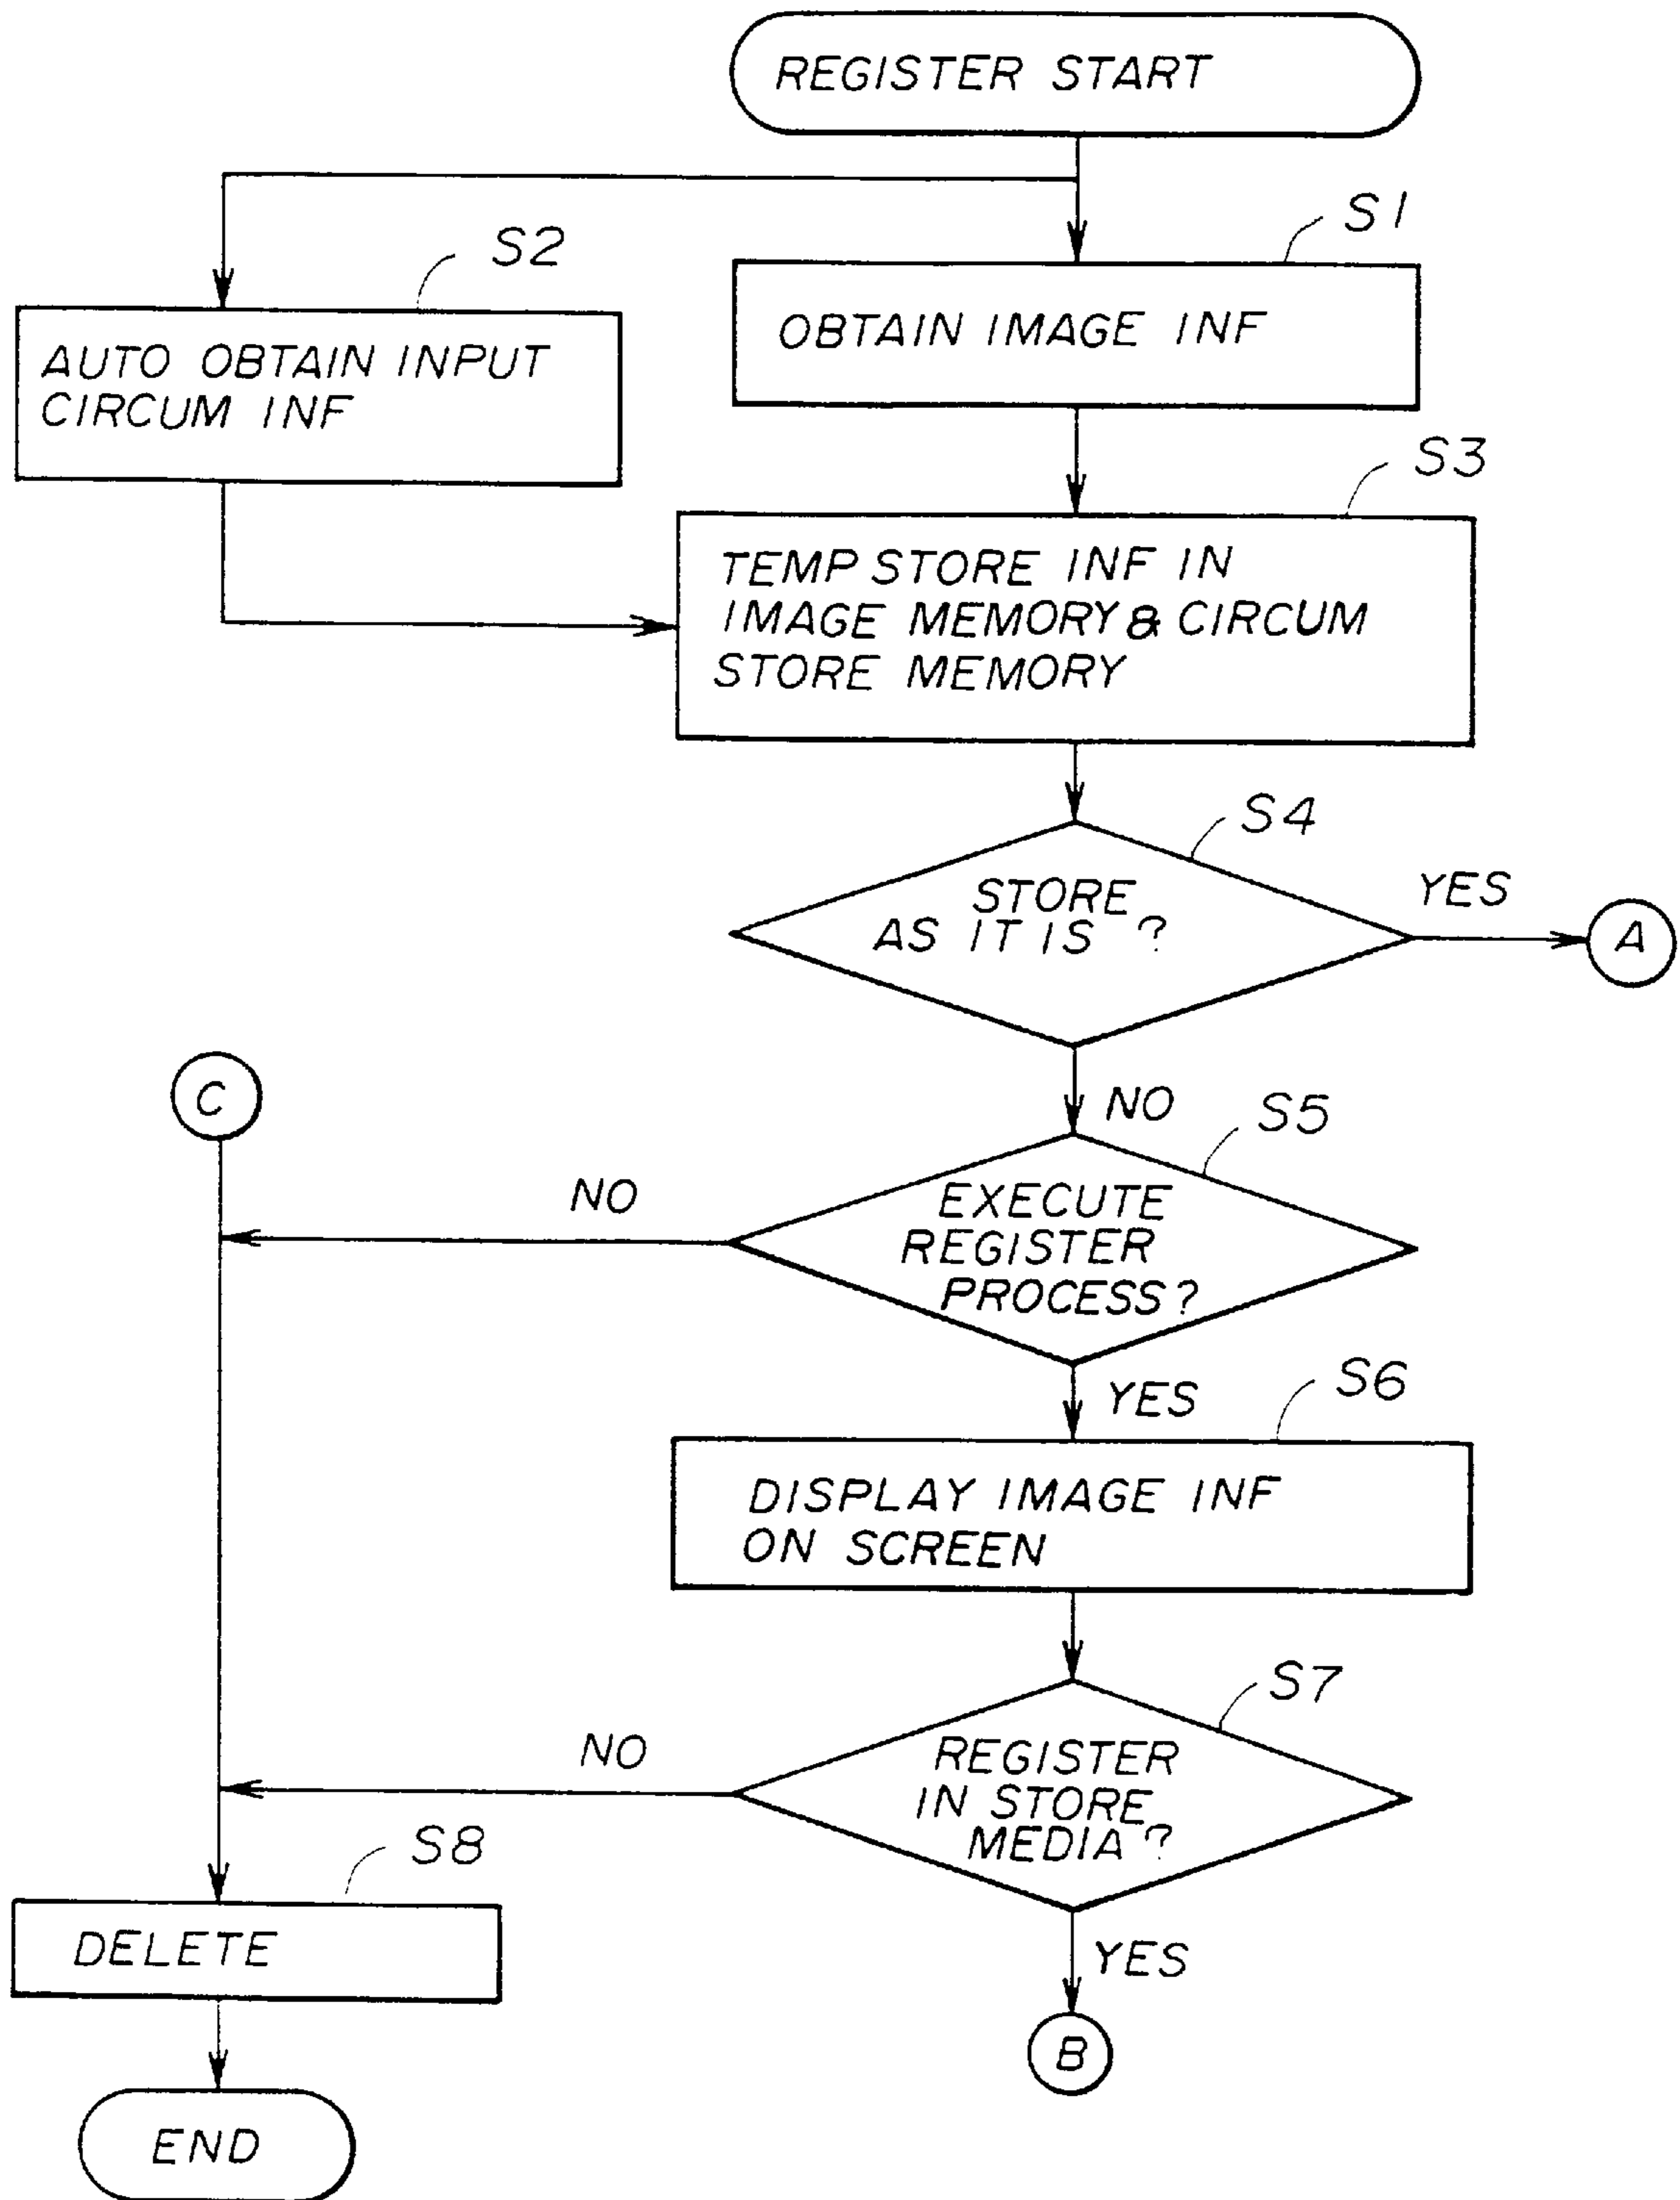 REGISTER START
S1
OBTAIN IMAGE INF
S2
AUTO OBTAIN INPUT
CIRCUM INF
S3
TEMP STORE INF IN
IMAGE MEMORY & CIRCUM
STORE MEMORY
S4
STORE
AS IT IS ?
YES
A
NO
C
S5
EXECUTE
REGISTER
PROCESS?
NO
YES
S6
DISPLAY IMAGE INF
ON SCREEN
S7
REGISTER
IN STORE
MEDIA ?
NO
YES
B
S8
DELETE
END